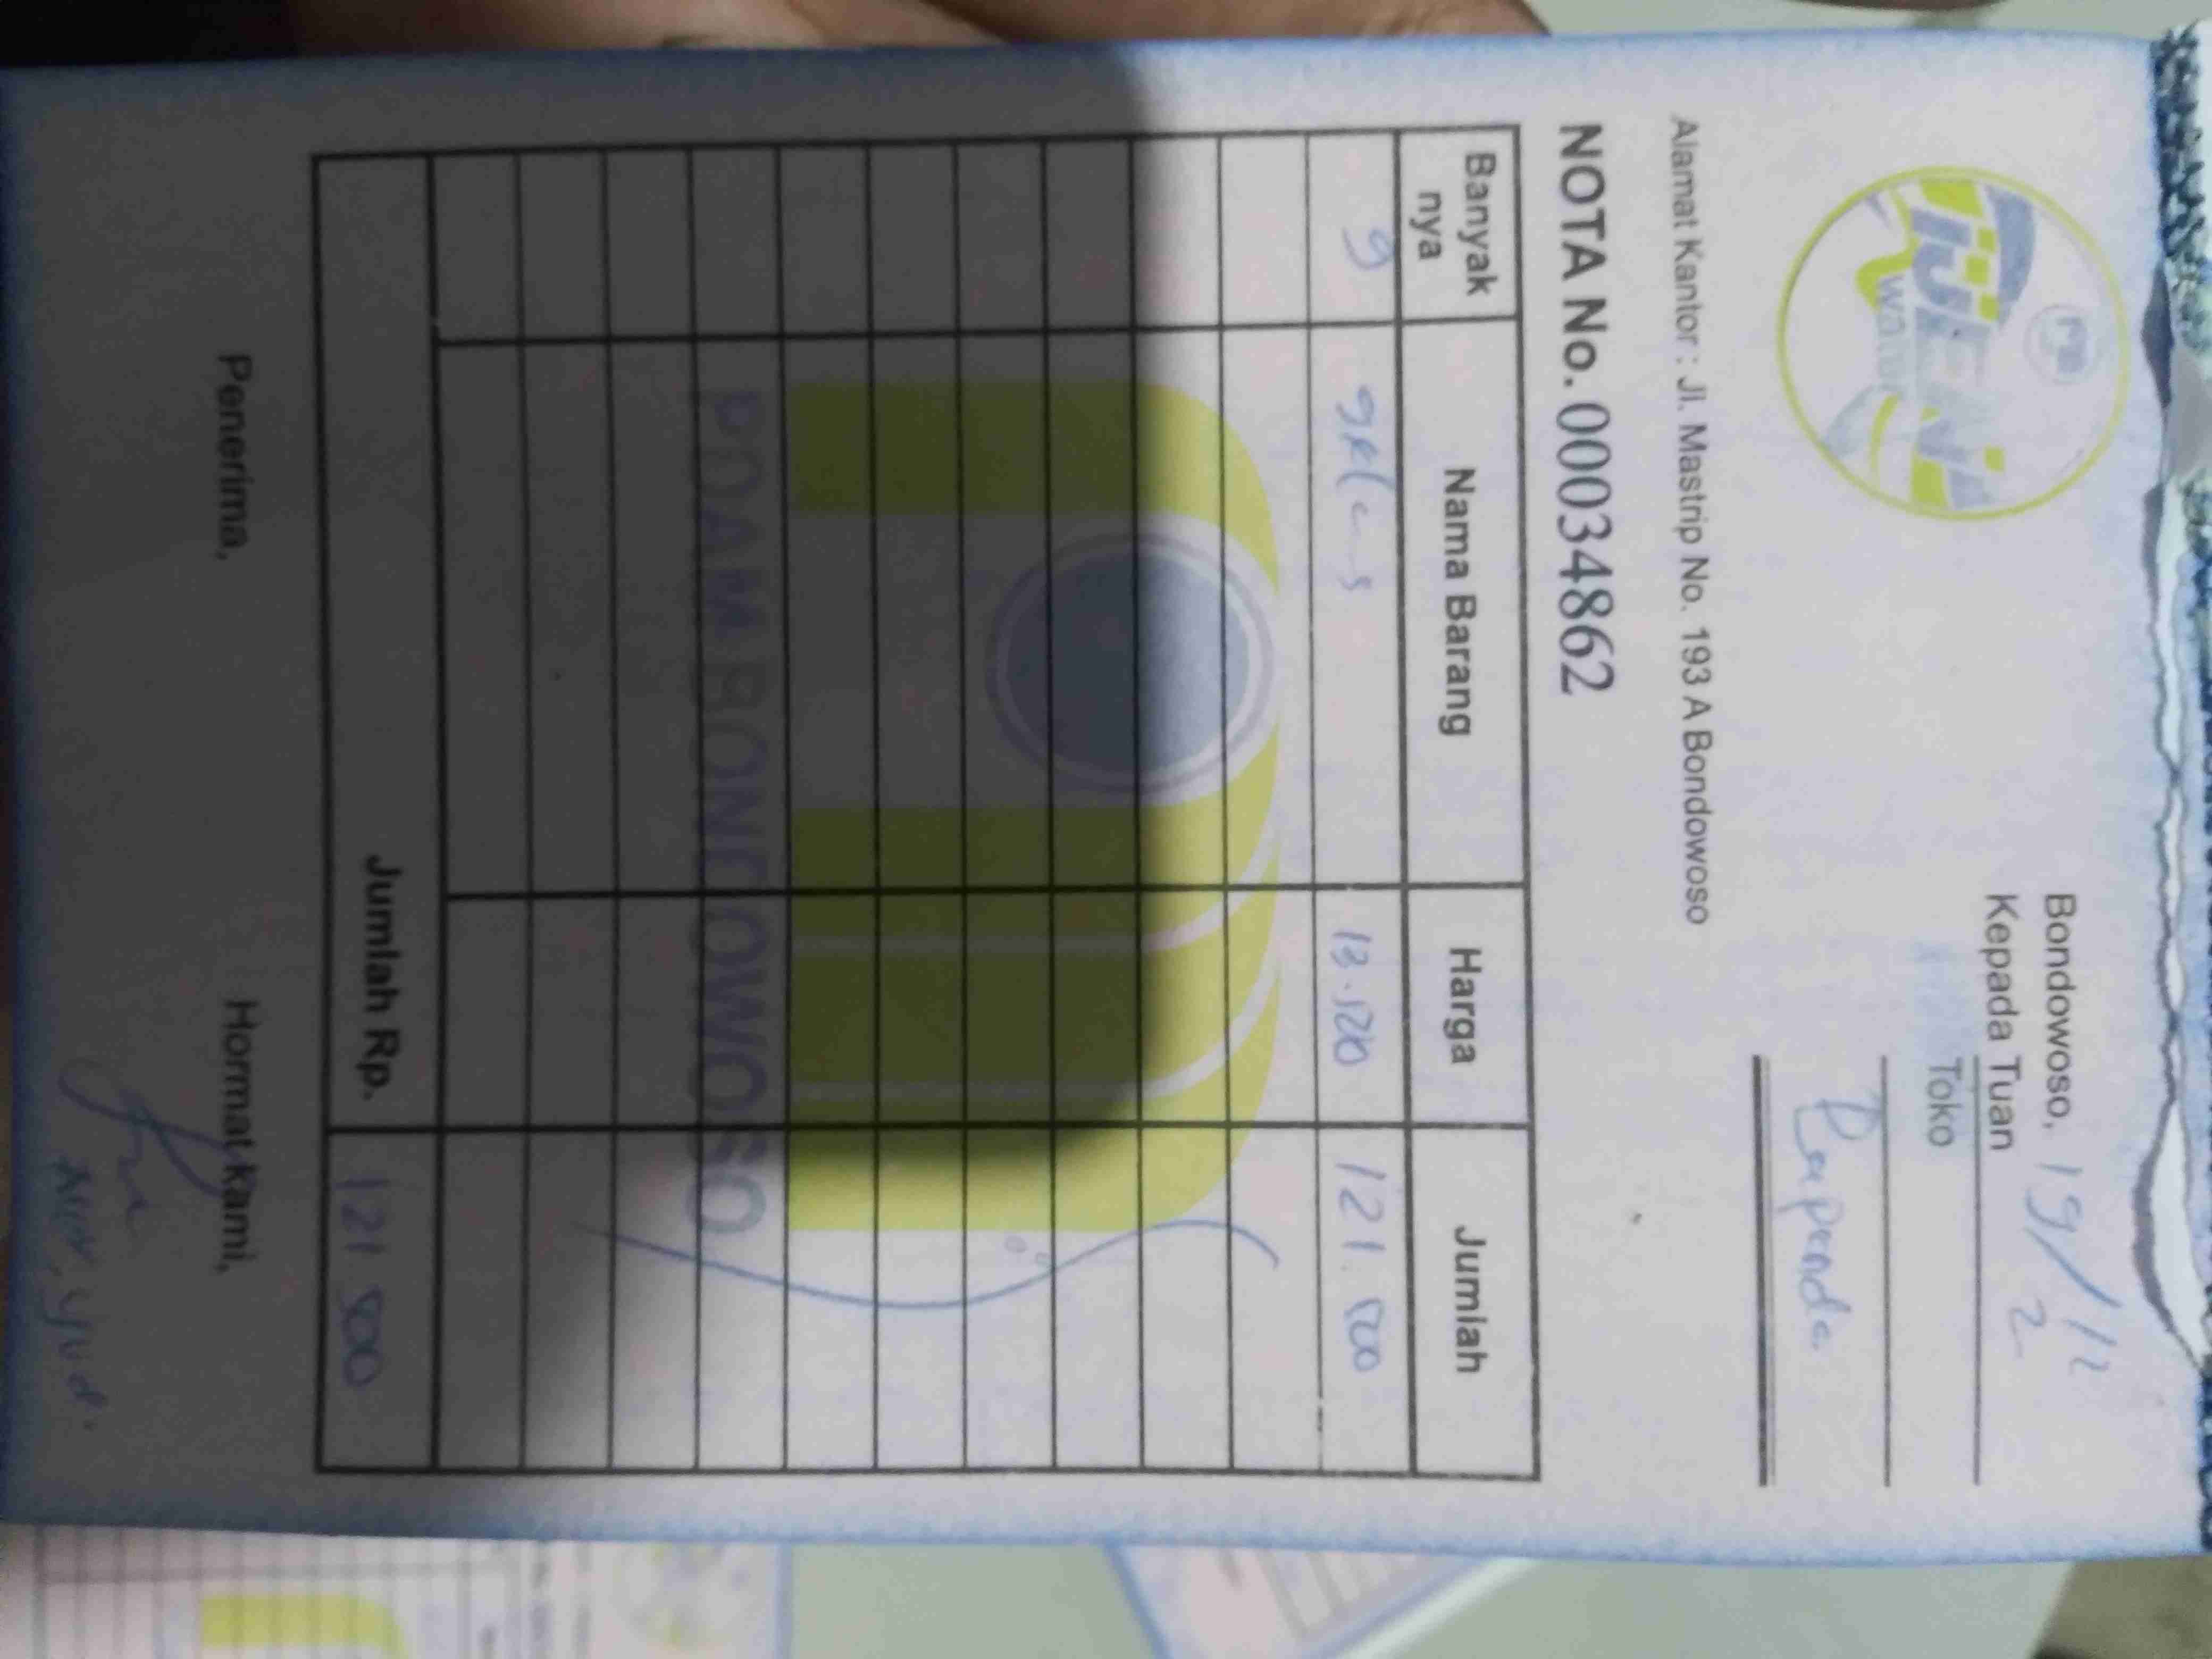 IJEN
water
Bondowoso, 19/12
2
Kepada Tuan
Toko
Bapenda
Alamat Kantor : Jl. Mastrip No. 193 A Bondowoso
NOTA No. 00034862
Banyak nya Nama Barang Harga Jumlah
9 gelas 13.500 121.500
PDAM BONDOWOSO
Jumlah Rp. 121 500
Penerima, Hormat kami,